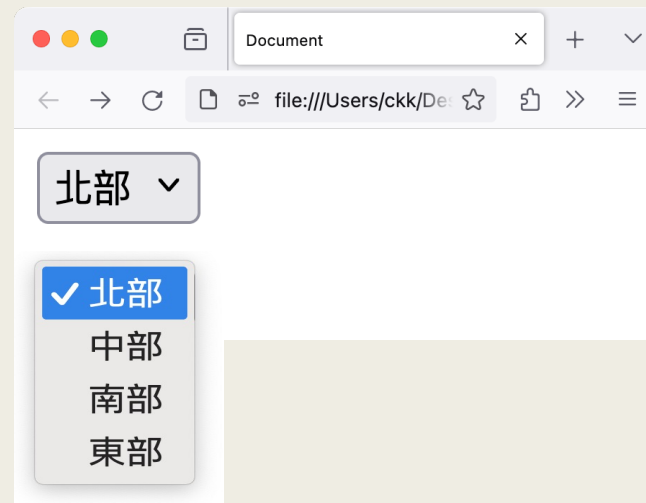 Document
file:///Users/ckk/De
北部
北部
中部
南部
東部